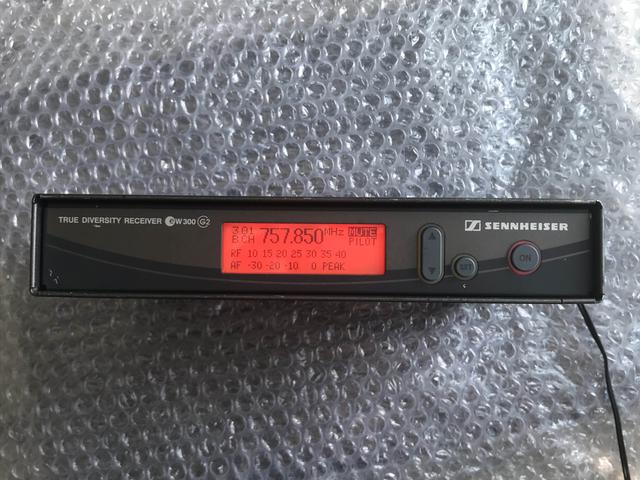 TRUE DIVERSITY RECEIVER ew300 G2
3.01 757.850 MHz MUTE
B.CH PILOT
RF 10 15 20 25 30 35 40
AF -30 -20 -10 0 PEAK
SET
SENNHEISER
ON